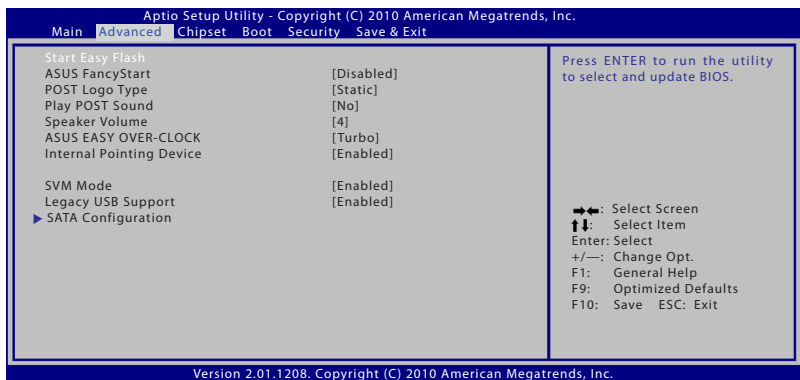 Aptio Setup Utility - Copyright (C) 2010 American Megatrends, Inc.
Main Advanced Chipset Boot Security Save & Exit
Start Easy Flash
ASUS FancyStart [Disabled]
POST Logo Type [Static]
Play POST Sound [No]
Speaker Volume [4]
ASUS EASY OVER-CLOCK [Turbo]
Internal Pointing Device [Enabled]
SVM Mode [Enabled]
Legacy USB Support [Enabled]
SATA Configuration
Press ENTER to run the utility
to select and update BIOS.
→←: Select Screen
↑↓: Select Item
Enter: Select
+/—: Change Opt.
F1: General Help
F9: Optimized Defaults
F10: Save ESC: Exit
Version 2.01.1208. Copyright (C) 2010 American Megatrends, Inc.